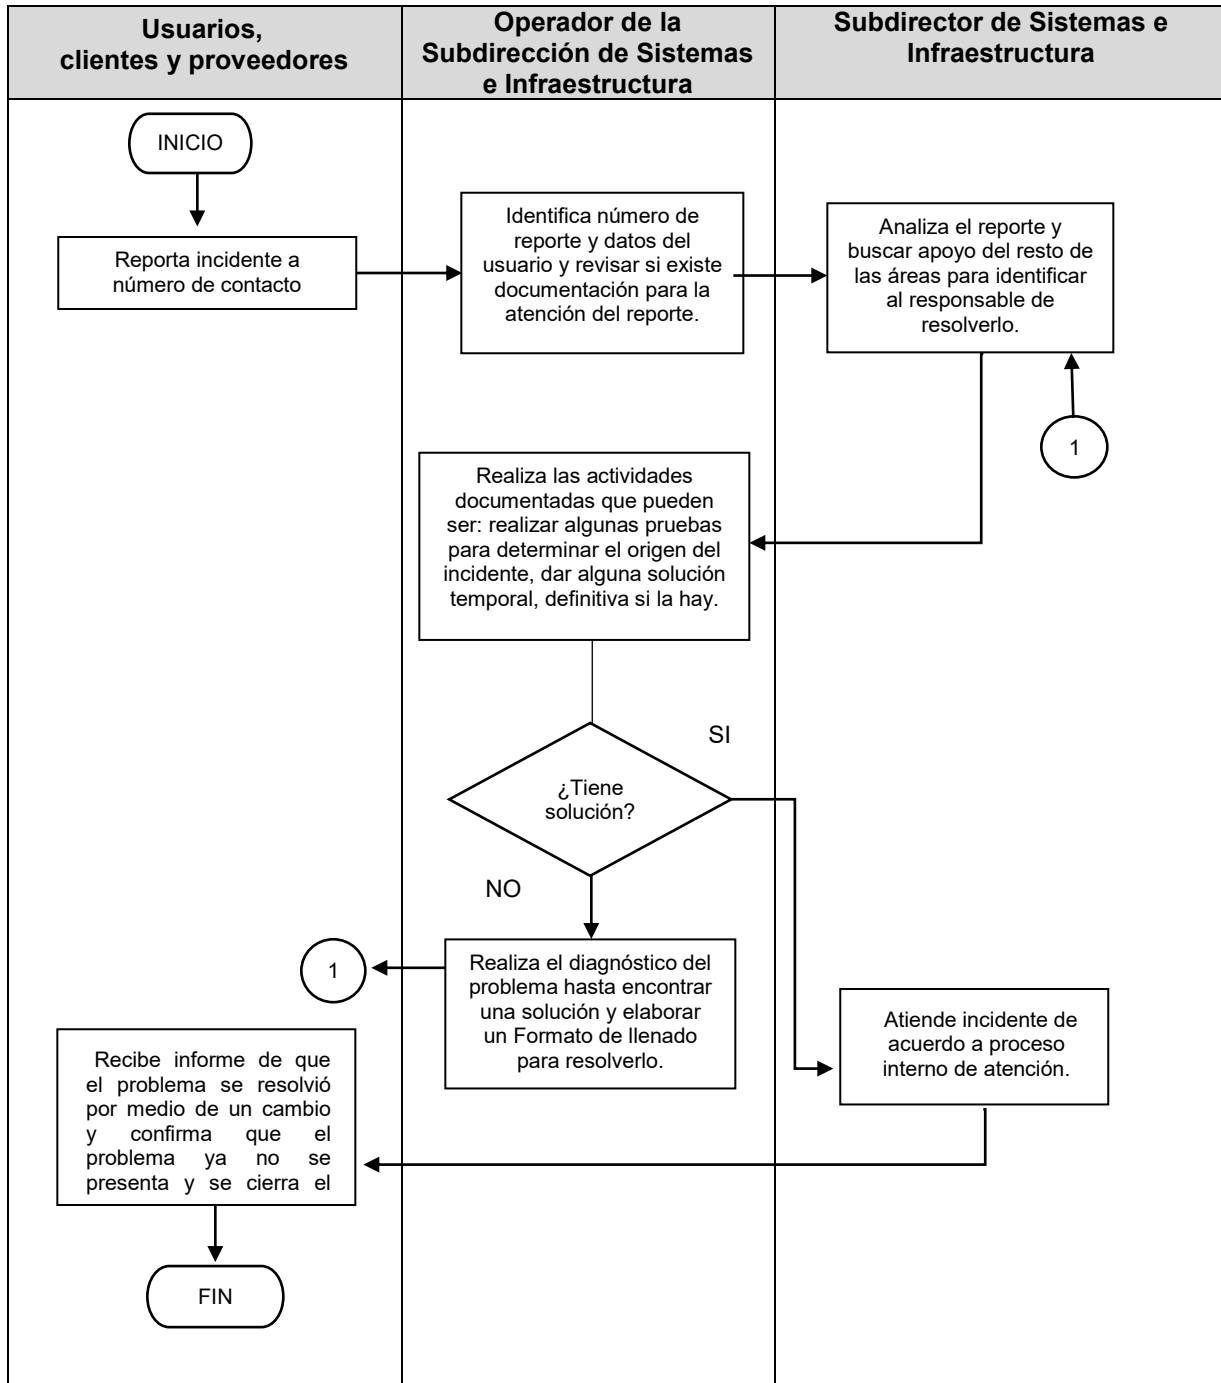 Usuarios,
clientes y proveedores
Operador de la
Subdirección de Sistemas
e Infraestructura
Subdirector de Sistemas e
Infraestructura
INICIO
Reporta incidente a
número de contacto
Identifica número de
reporte y datos del
usuario y revisar si existe
documentación para la
atención del reporte.
Analiza el reporte y
buscar apoyo del resto de
las áreas para identificar
al responsable de
resolverlo.
1
Realiza las actividades
documentadas que pueden
ser: realizar algunas pruebas
para determinar el origen del
incidente, dar alguna solución
temporal, definitiva si la hay.
SI
¿Tiene
solución?
NO
1
Realiza el diagnóstico del
problema hasta encontrar
una solución y elaborar
un Formato de llenado
para resolverlo.
Atiende incidente de
acuerdo a proceso
interno de atención.
Recibe informe de que
el problema se resolvió
por medio de un cambio
y confirma que el
problema ya no se
presenta y se cierra el
FIN